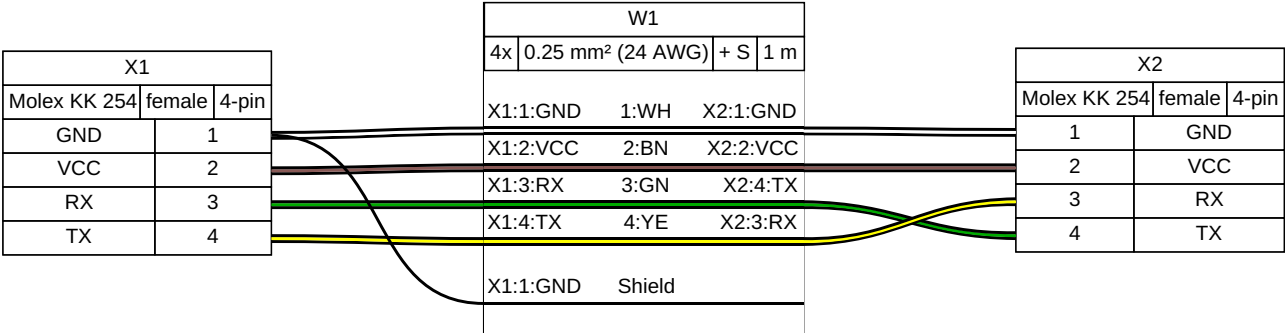 W1
4x 0.25 mm² (24 AWG) + S 1 m
X1
Molex KK 254 female 4-pin
GND 1
VCC 2
RX 3
TX 4
X1:1:GND 1:WH X2:1:GND
X1:2:VCC 2:BN X2:2:VCC
X1:3:RX 3:GN X2:4:TX
X1:4:TX 4:YE X2:3:RX
X1:1:GND Shield
X2
Molex KK 254 female 4-pin
1 GND
2 VCC
3 RX
4 TX